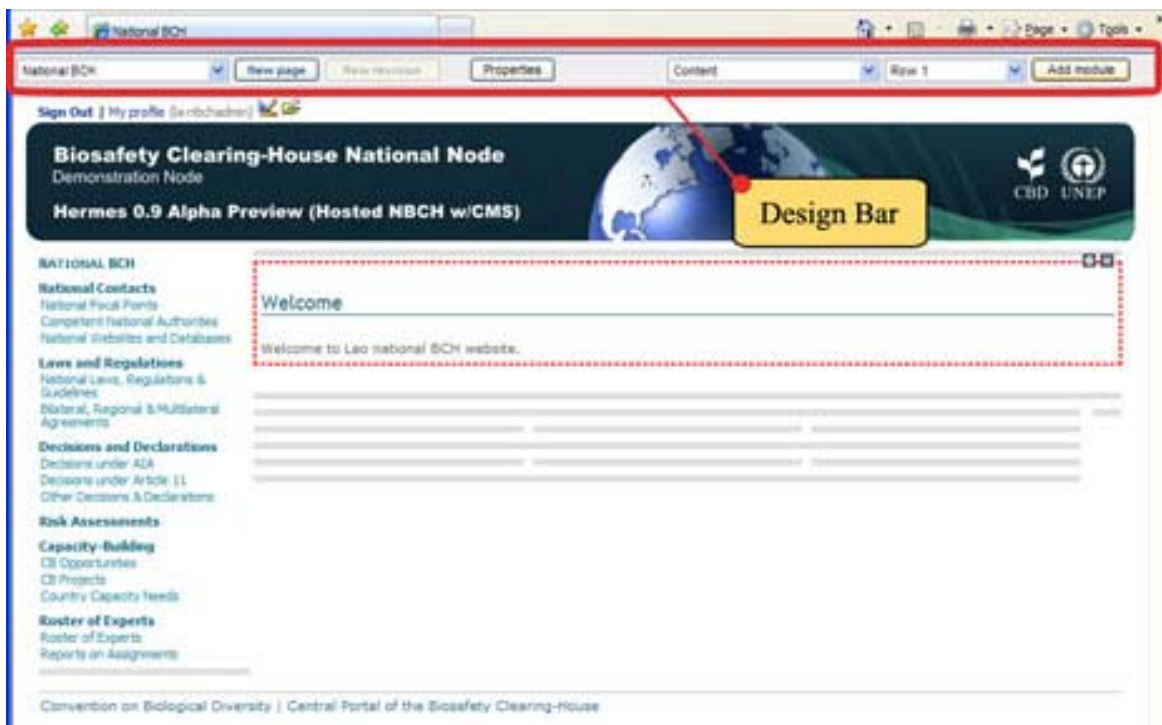 National BCH
Page
Tools
National BCH New page New revision Properties Content Row 1 Add module
Sign Out | My profile
Biosafety Clearing-House National Node
Demonstration Node
Hermes 0.9 Alpha Preview (Hosted NBCH w/CMS)
CBD UNEP
Design Bar
NATIONAL BCH
National Contacts
National Focal Points
Competent National Authorities
National Websites and Databases
Laws and Regulations
National Laws, Regulations &
Guidelines
Bilateral, Regional & Multilateral
Agreements
Decisions and Declarations
Decisions under AIA
Decisions under Article 11
Other Decisions & Declarations
Risk Assessments
Capacity-Building
CB Opportunities
CB Projects
Country Capacity Needs
Roster of Experts
Roster of Experts
Reports on Assignments
Welcome
Welcome to Lao national BCH website.
Convention on Biological Diversity | Central Portal of the Biosafety Clearing-House